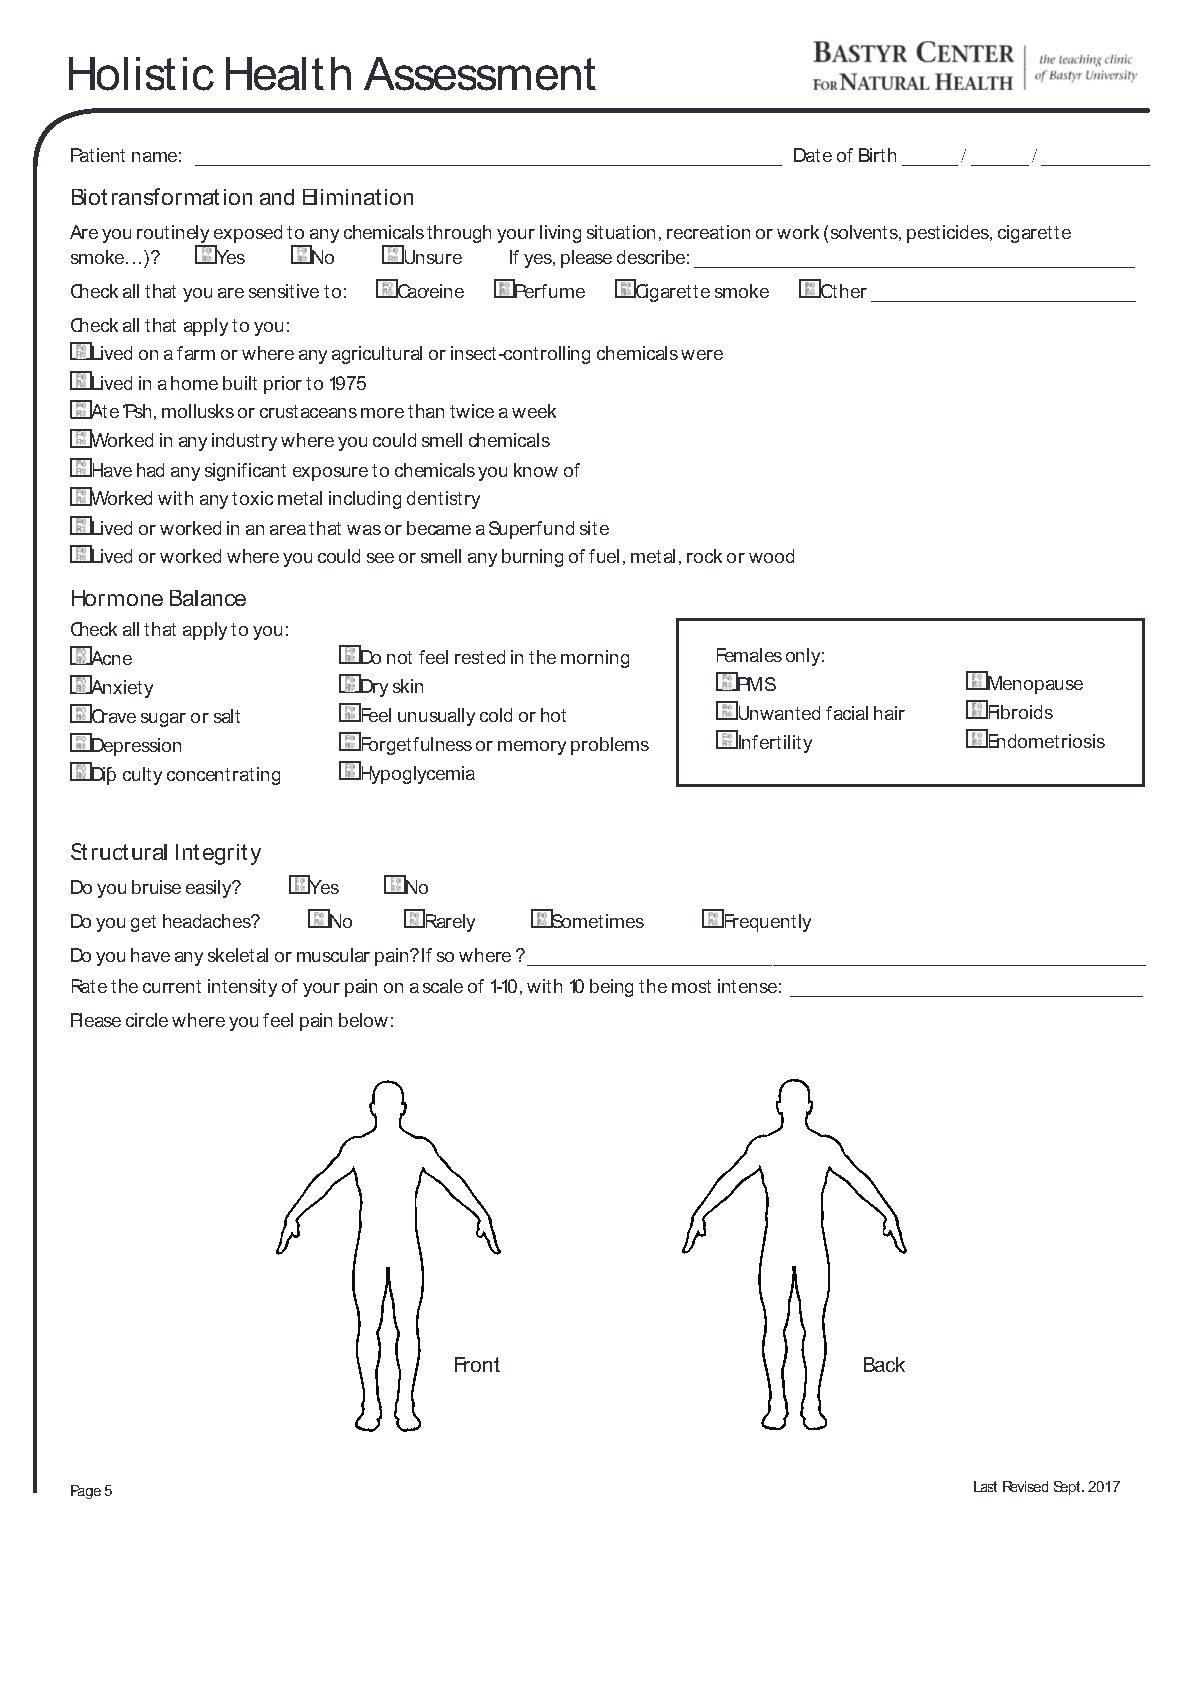 Holistic Health Assessment
BASTYR CENTER
FOR NATURAL HEALTH
the teaching clinic
of Bastyr University
Patient name: Date of Birth / /
Biotransformation and Elimination
Are you routinely exposed to any chemicals through your living situation, recreation or work (solvents, pesticides, cigarette
smoke…)? Yes No Unsure If yes, please describe:
Check all that you are sensitive to: Caơeine Perfume Cigarette smoke Other
Check all that apply to you:
Lived on a farm or where any agricultural or insect-controlling chemicals were
Lived in a home built prior to 1975
Ate Þsh, mollusks or crustaceans more than twice a week
Worked in any industry where you could smell chemicals
Have had any significant exposure to chemicals you know of
Worked with any toxic metal including dentistry
Lived or worked in an area that was or became a Superfund site
Lived or worked where you could see or smell any burning of fuel, metal, rock or wood
Hormone Balance
Check all that apply to you:
Acne
Anxiety
Crave sugar or salt
Depression
culty concentrating
Do not feel rested in the morning
Dry skin
Feel unusually cold or hot
Forgetfulness or memory problems
Hypoglycemia
Females only:
PMS
Unwanted facial hair
Infertility
Menopause
Fibroids
Endometriosis
Structural Integrity
Do you bruise easily? Yes No
Do you get headaches? No Rarely Sometimes Frequently
Do you have any skeletal or muscular pain? If so where ?
Rate the current intensity of your pain on a scale of 1-10, with 10 being the most intense:
Please circle where you feel pain below:
Front
Back
Page 5
Last Revised Sept. 2017